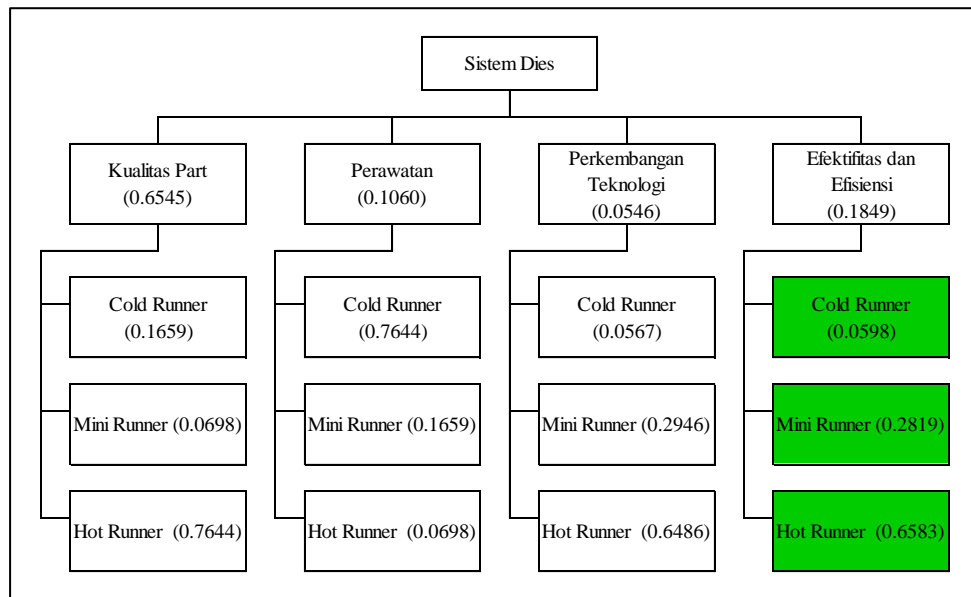 Sistem Dies
Kualitas Part
(0.6545)
Perawatan
(0.1060)
Perkembangan
Teknologi
(0.0546)
Efektifitas dan
Efisiensi
(0.1849)
Cold Runner
(0.1659)
Cold Runner
(0.7644)
Cold Runner
(0.0567)
Cold Runner
(0.0598)
Mini Runner (0.0698)
Mini Runner (0.1659)
Mini Runner (0.2946)
Mini Runner (0.2819)
Hot Runner (0.7644)
Hot Runner (0.0698)
Hot Runner (0.6486)
Hot Runner (0.6583)